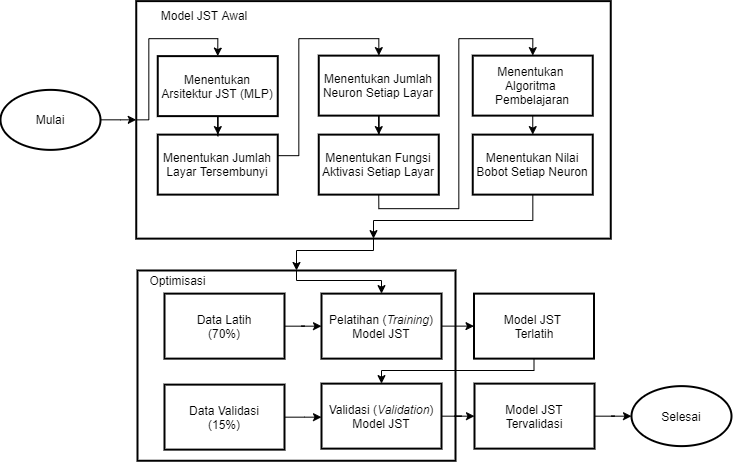 Model JST Awal
Mulai
Menentukan
Arsitektur JST (MLP)
Menentukan Jumlah
Layar Tersembunyi
Menentukan Jumlah
Neuron Setiap Layar
Menentukan Fungsi
Aktivasi Setiap Layar
Menentukan
Algoritma
Pembelajaran
Menentukan Nilai
Bobot Setiap Neuron
Optimisasi
Data Latih
(70%)
Pelatihan (Training)
Model JST
Model JST
Terlatih
Data Validasi
(15%)
Validasi (Validation)
Model JST
Model JST
Tervalidasi
Selesai